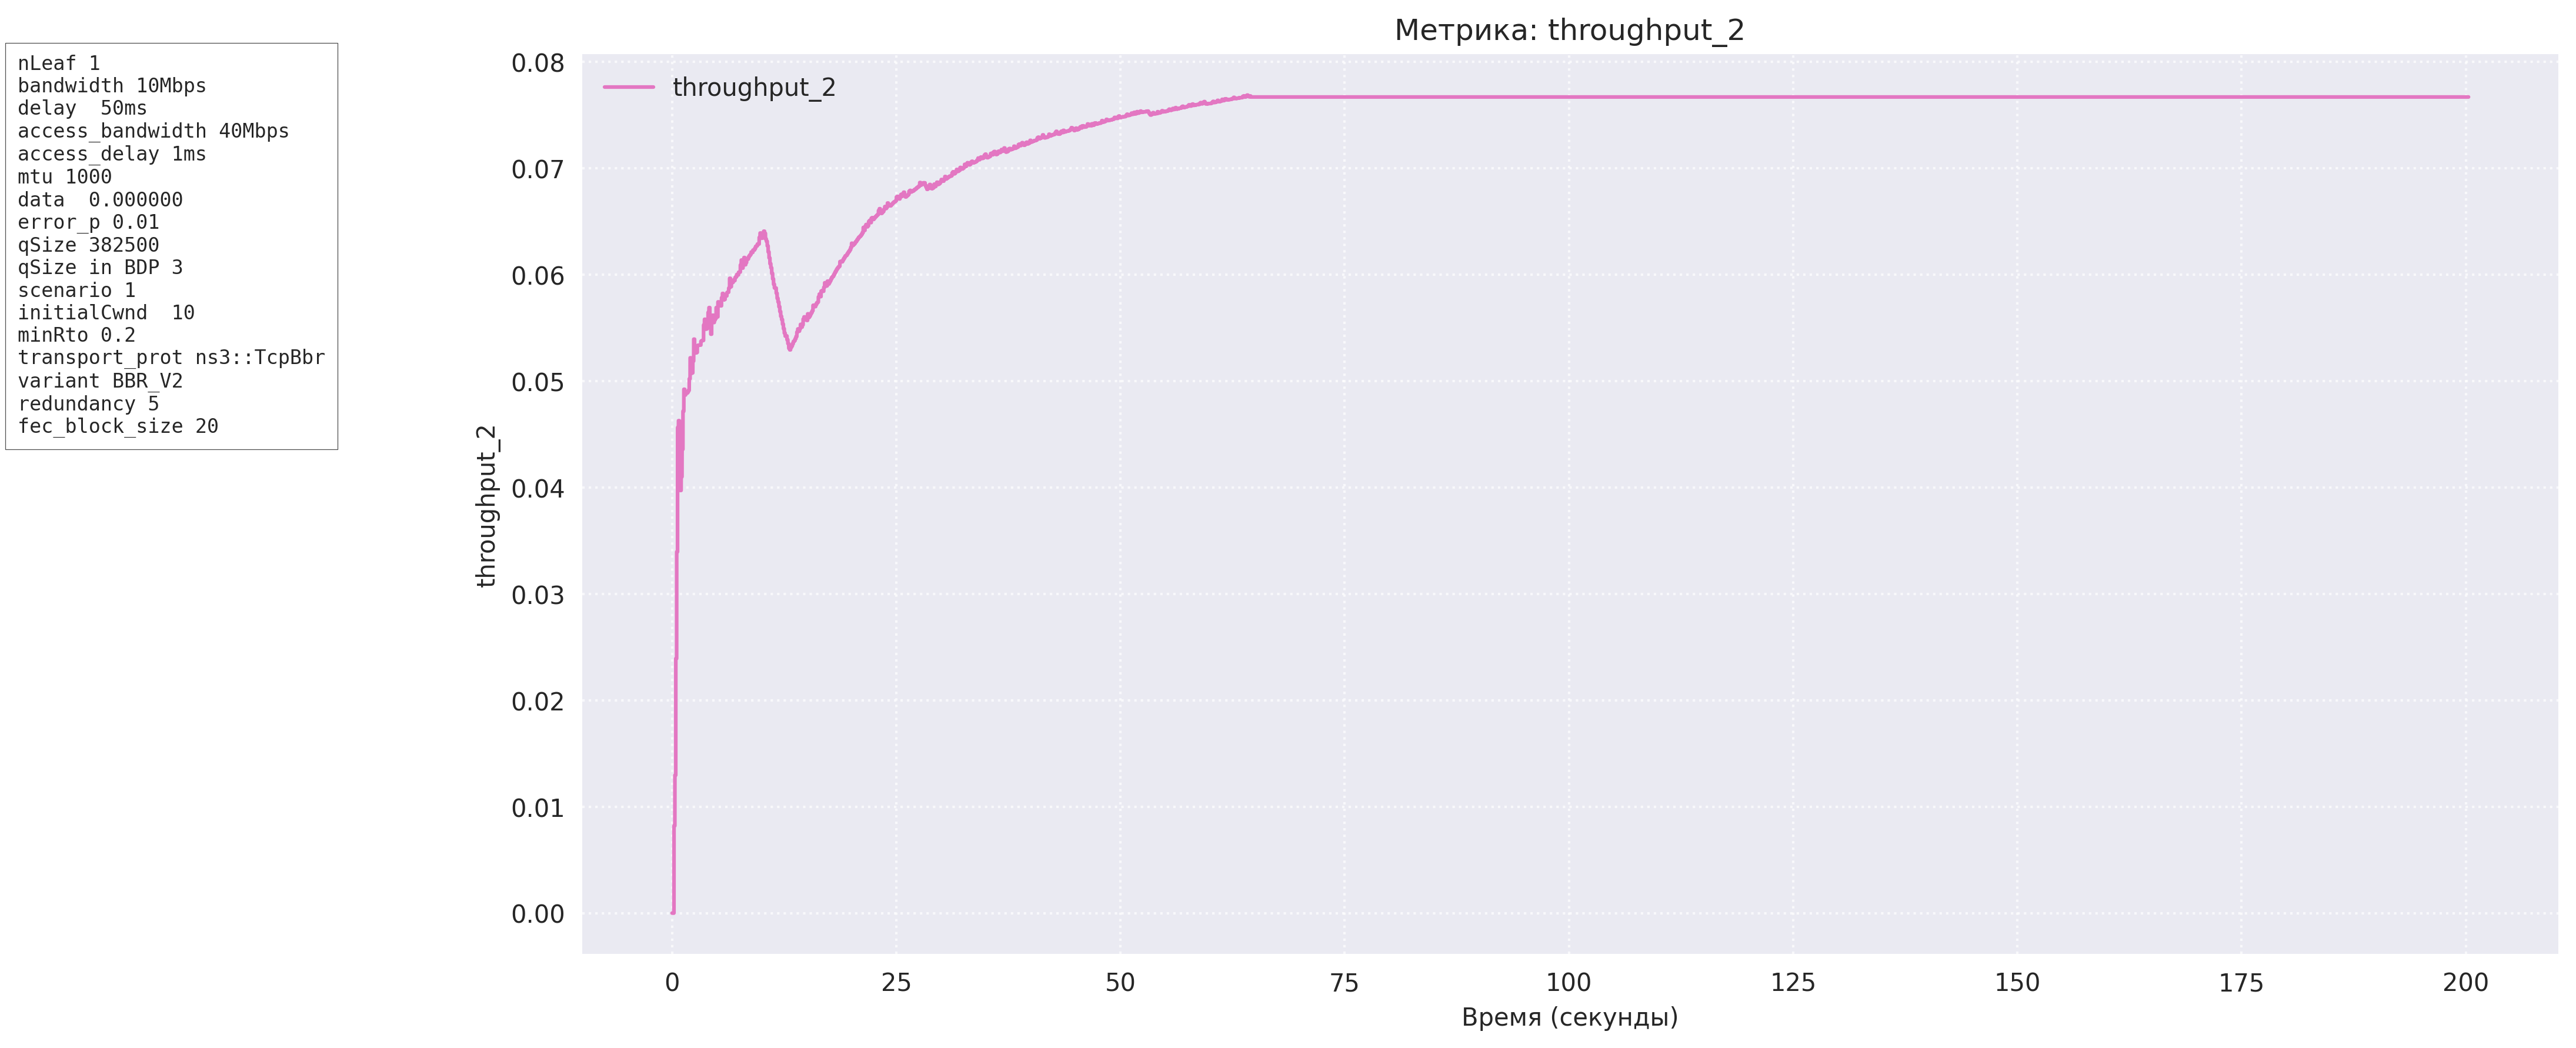 Метрика: throughput_2
nLeaf 1
bandwidth 10Mbps
delay  50ms
access_bandwidth 40Mbps
access_delay 1ms
mtu 1000
data  0.000000
error_p 0.01
qSize 382500
qSize in BDP 3
scenario 1
initialCwnd  10
minRto 0.2
transport_prot ns3::TcpBbr
variant BBR_V2
redundancy 5
fec_block_size 20
throughput_2
throughput_2
0.08
0.07
0.06
0.05
0.04
0.03
0.02
0.01
0.00
0 25 50 75 100 125 150 175 200
Время (секунды)